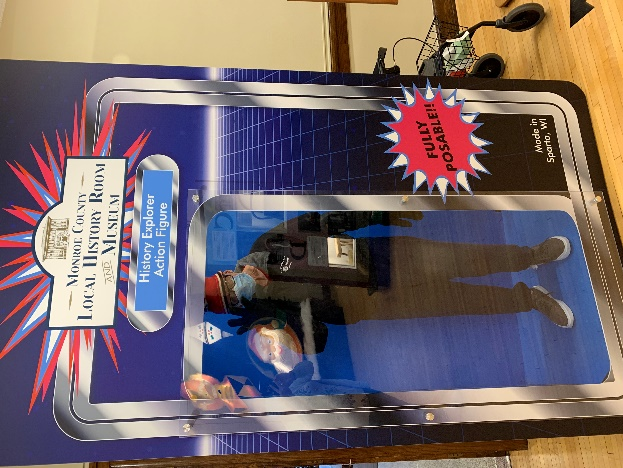 MONROE COUNTY
LOCAL HISTORY ROOM
AND
MUSEUM
History Explorer
Action Figure
FULLY
POSABLE!!
Made in
Sparta, WI